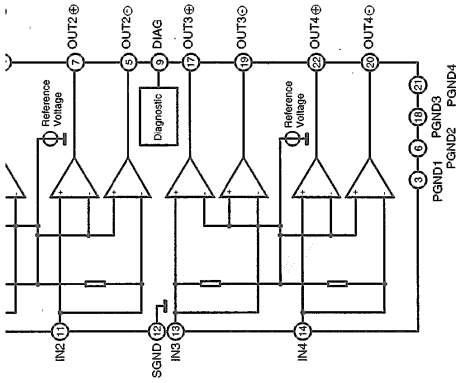 OUT2⊕
OUT2⊖
DIAG
OUT3⊕
OUT3⊖
OUT4⊕
OUT4⊖
7
5
9
17
19
22
20
Reference
Voltage
Diagnostic
Reference
Voltage
+
-
+
-
+
-
21
18
6
3
PGND4
PGND3
PGND2
PGND1
11
12
13
14
IN2
SGND
IN3
IN4